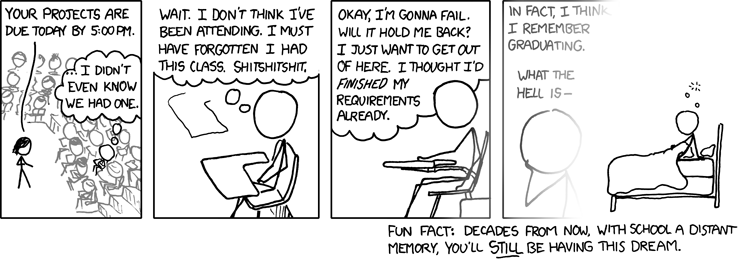 YOUR PROJECTS ARE
DUE TODAY BY 5:00 PM.
... I DIDN'T
EVEN KNOW
WE HAD ONE.
WAIT. I DON'T THINK I'VE
BEEN ATTENDING. I MUST
HAVE FORGOTTEN I HAD
THIS CLASS. SHITSHITSHIT.
OKAY, I'M GONNA FAIL.
WILL IT HOLD ME BACK?
I JUST WANT TO GET OUT
OF HERE. I THOUGHT I'D
FINISHED MY
REQUIREMENTS
ALREADY.
IN FACT, I THINK
I REMEMBER
GRADUATING.
WHAT THE
HELL IS—
FUN FACT: DECADES FROM NOW, WITH SCHOOL A DISTANT
MEMORY, YOU'LL STILL BE HAVING THIS DREAM.